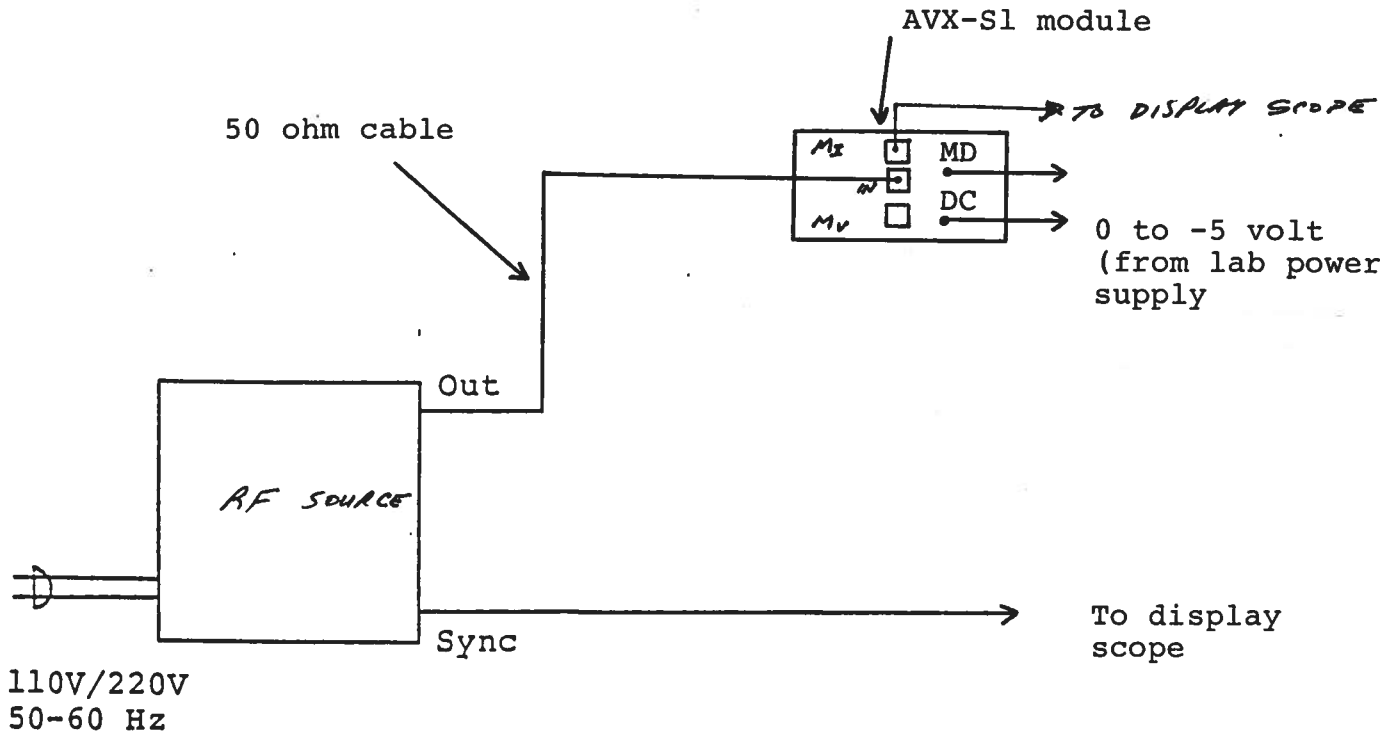 AVX-S1 module
TO DISPLAY SCOPE
50 ohm cable
MI
MD
IN
DC
MV
0 to -5 volt
(from lab power
supply
Out
RF SOURCE
Sync
To display
scope
110V/220V
50-60 Hz